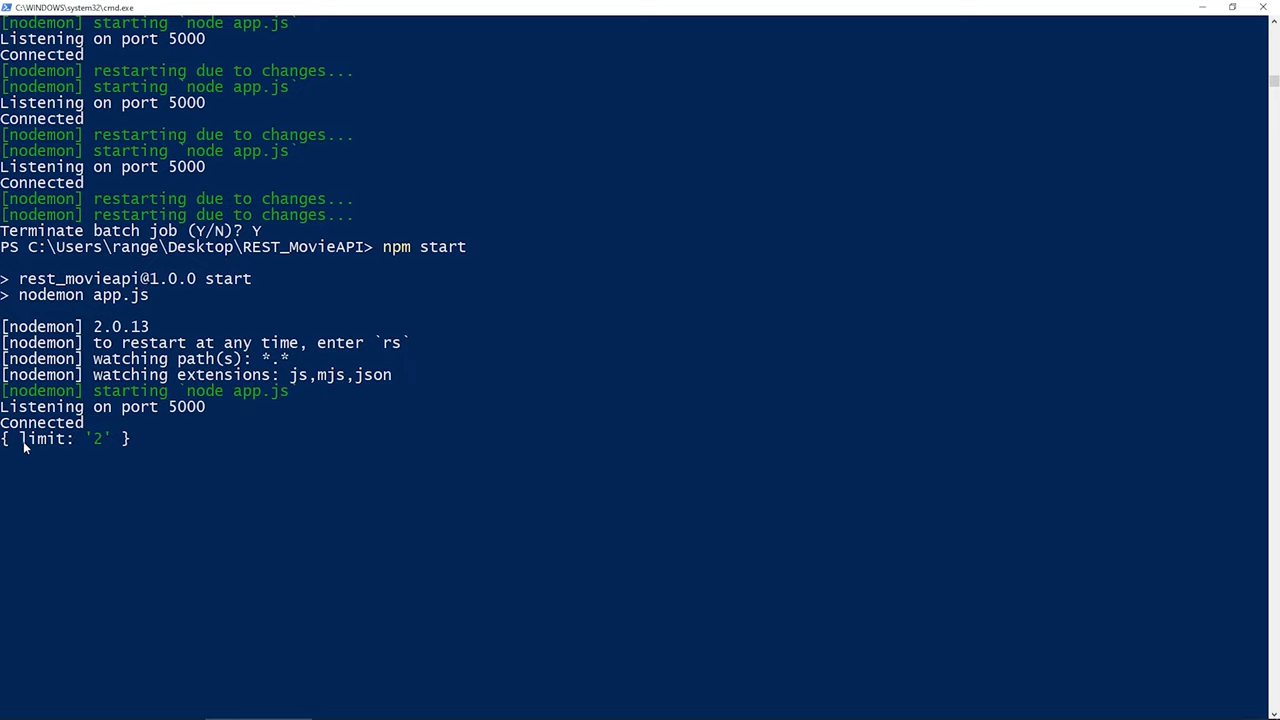 C:\WINDOWS\system32\cmd.exe
[nodemon] starting `node app.js`
Listening on port 5000
Connected
[nodemon] restarting due to changes...
[nodemon] starting `node app.js`
Listening on port 5000
Connected
[nodemon] restarting due to changes...
[nodemon] starting `node app.js`
Listening on port 5000
Connected
[nodemon] restarting due to changes...
[nodemon] restarting due to changes...
Terminate batch job (Y/N)? Y
PS C:\Users\range\Desktop\REST_MovieAPI> npm start
> rest_movieapi@1.0.0 start
> nodemon app.js
[nodemon] 2.0.13
[nodemon] to restart at any time, enter `rs`
[nodemon] watching path(s): *.*
[nodemon] watching extensions: js,mjs,json
[nodemon] starting `node app.js
Listening on port 5000
Connected
{ limit: '2' }